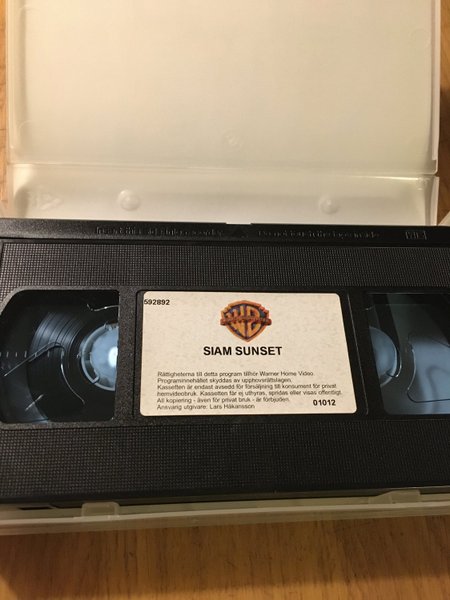 592892
SIAM SUNSET
Rättigheterna till detta program tillhör Warner Home Video.
Programinnehållet skyddas av upphovsrättslagen.
Kassetten är endast avsedd för försäljning till konsument för privat
hemvideobruk. Kassetten får ej uthyras, spridas eller visas offentligt.
All kopiering - även för privat bruk - är förbjuden.
Ansvarig utgivare: Lars Håkansson
01012